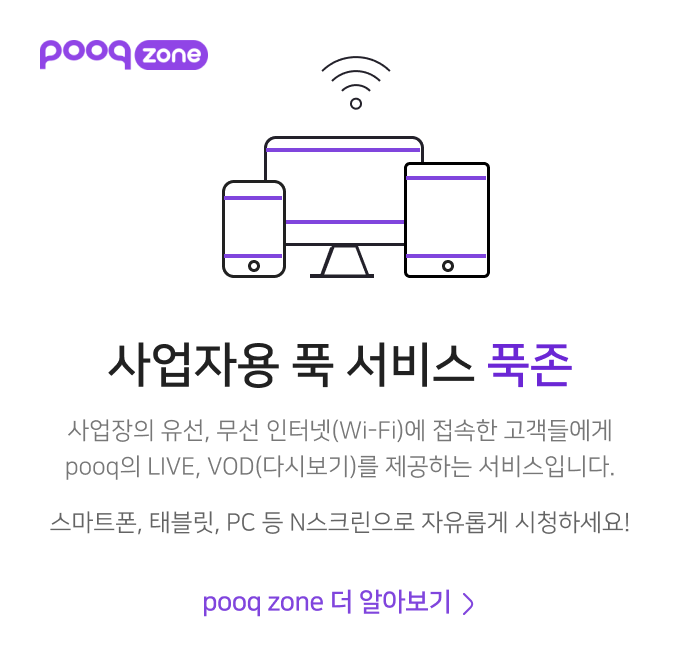 pooq zone
사업자용 푹 서비스 푹존
사업장의 유선, 무선 인터넷(Wi-Fi)에 접속한 고객들에게
pooq의 LIVE, VOD(다시보기)를 제공하는 서비스입니다.
스마트폰, 태블릿, PC 등 N스크린으로 자유롭게 시청하세요!
pooq zone 더 알아보기 >